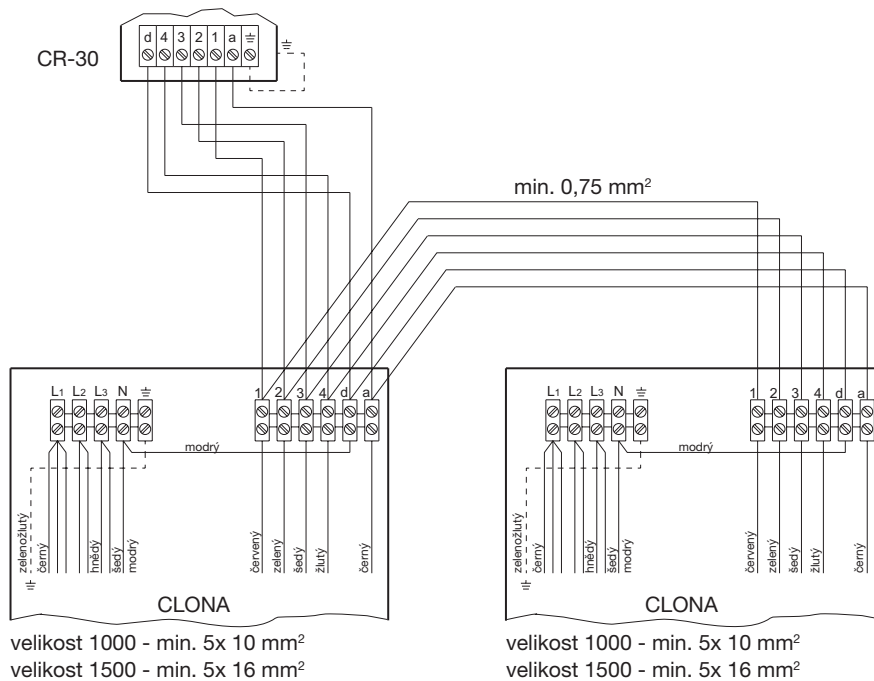 d 4 3 2 1 a
CR-30
min. 0,75 mm²
L1 L2 L3 N
1 2 3 4 d a
modrý
zelenožlutý
černý
hnědý
šedý
modrý
červený
zelený
šedý
žlutý
černý
CLONA
velikost 1000 - min. 5x 10 mm²
velikost 1500 - min. 5x 16 mm²
L1 L2 L3 N
1 2 3 4 d a
modrý
zelenožlutý
černý
hnědý
šedý
modrý
červený
zelený
šedý
žlutý
černý
CLONA
velikost 1000 - min. 5x 10 mm²
velikost 1500 - min. 5x 16 mm²